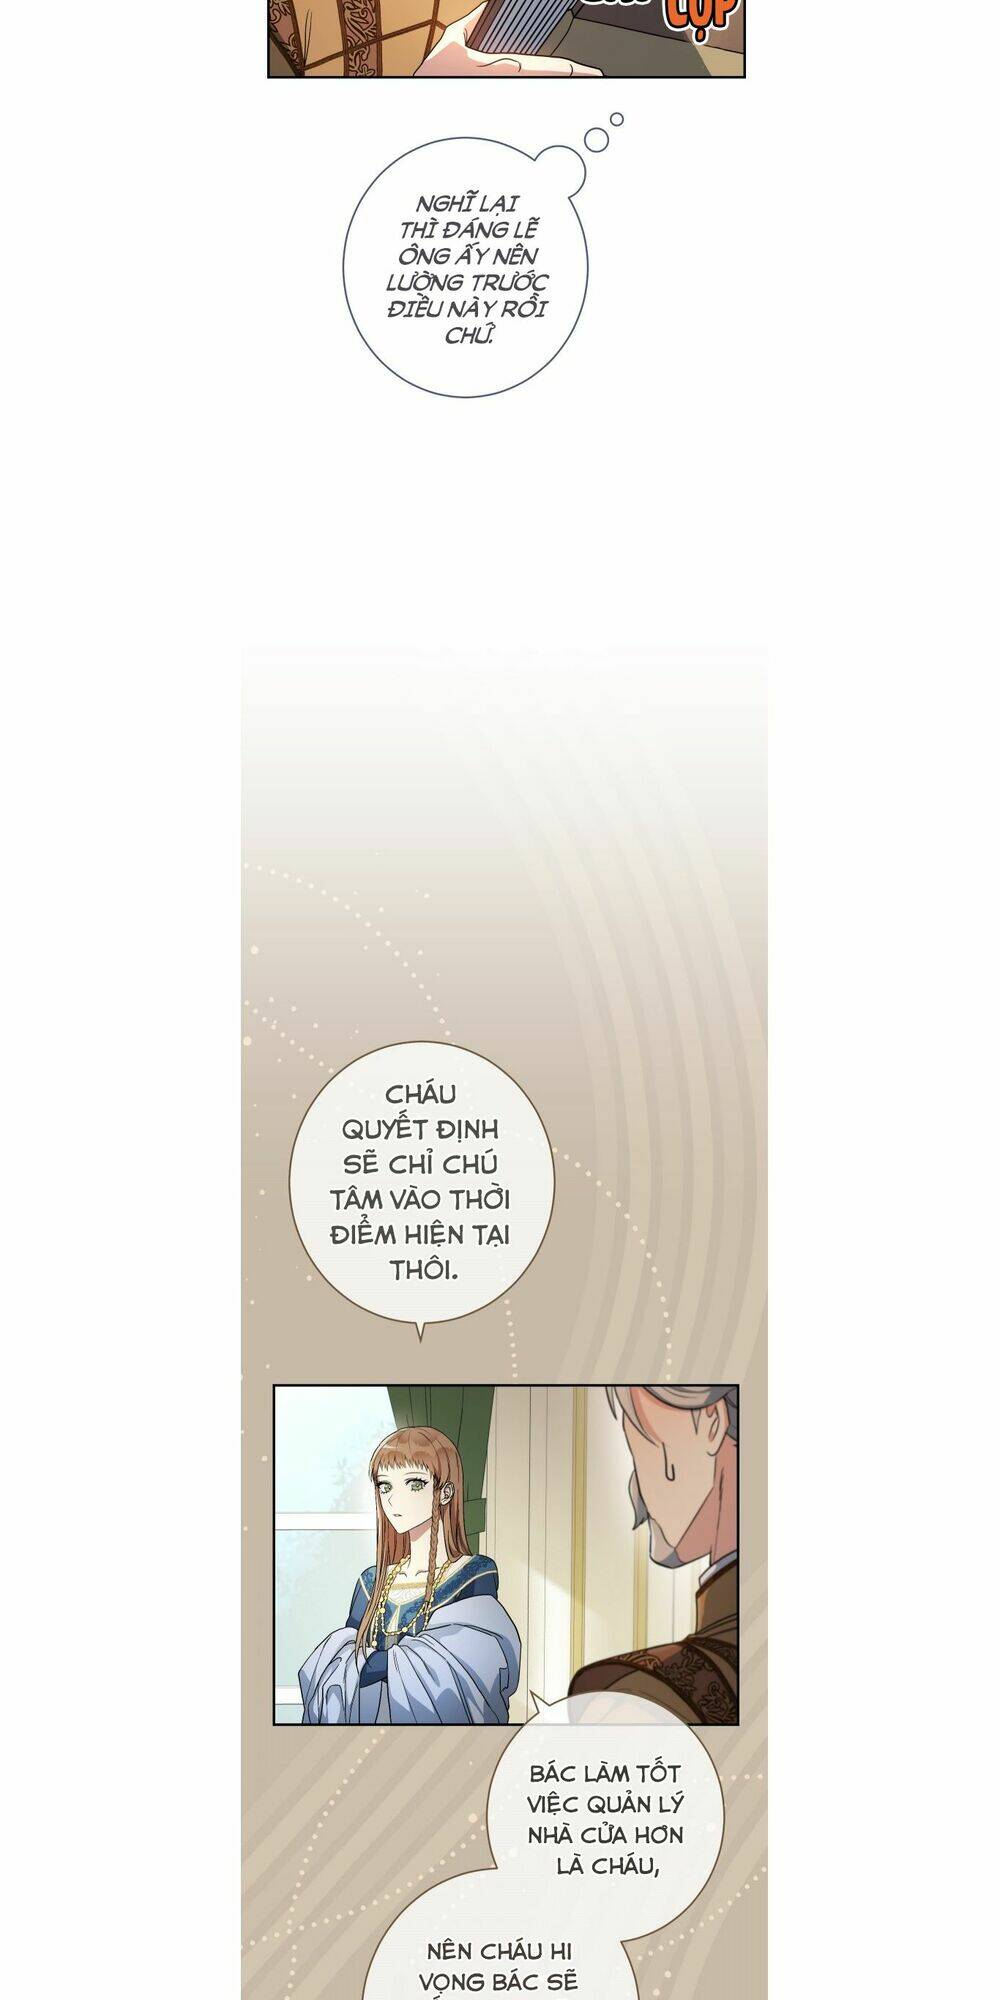 CỤP
NGHĨ LẠI
THÌ ĐÁNG LẼ
ÔNG ẤY NÊN
LƯỜNG TRƯỚC
ĐIỀU NÀY RỒI
CHỨ.
CHÁU
QUYẾT ĐỊNH
SẼ CHỈ CHÚ
TÂM VÀO THỜI
ĐIỂM HIỆN TẠI
THÔI.
BÁC LÀM TỐT
VIỆC QUẢN LÝ
NHÀ CỬA HƠN
LÀ CHÁU,
NÊN CHÁU HI
VỌNG BÁC SẼ